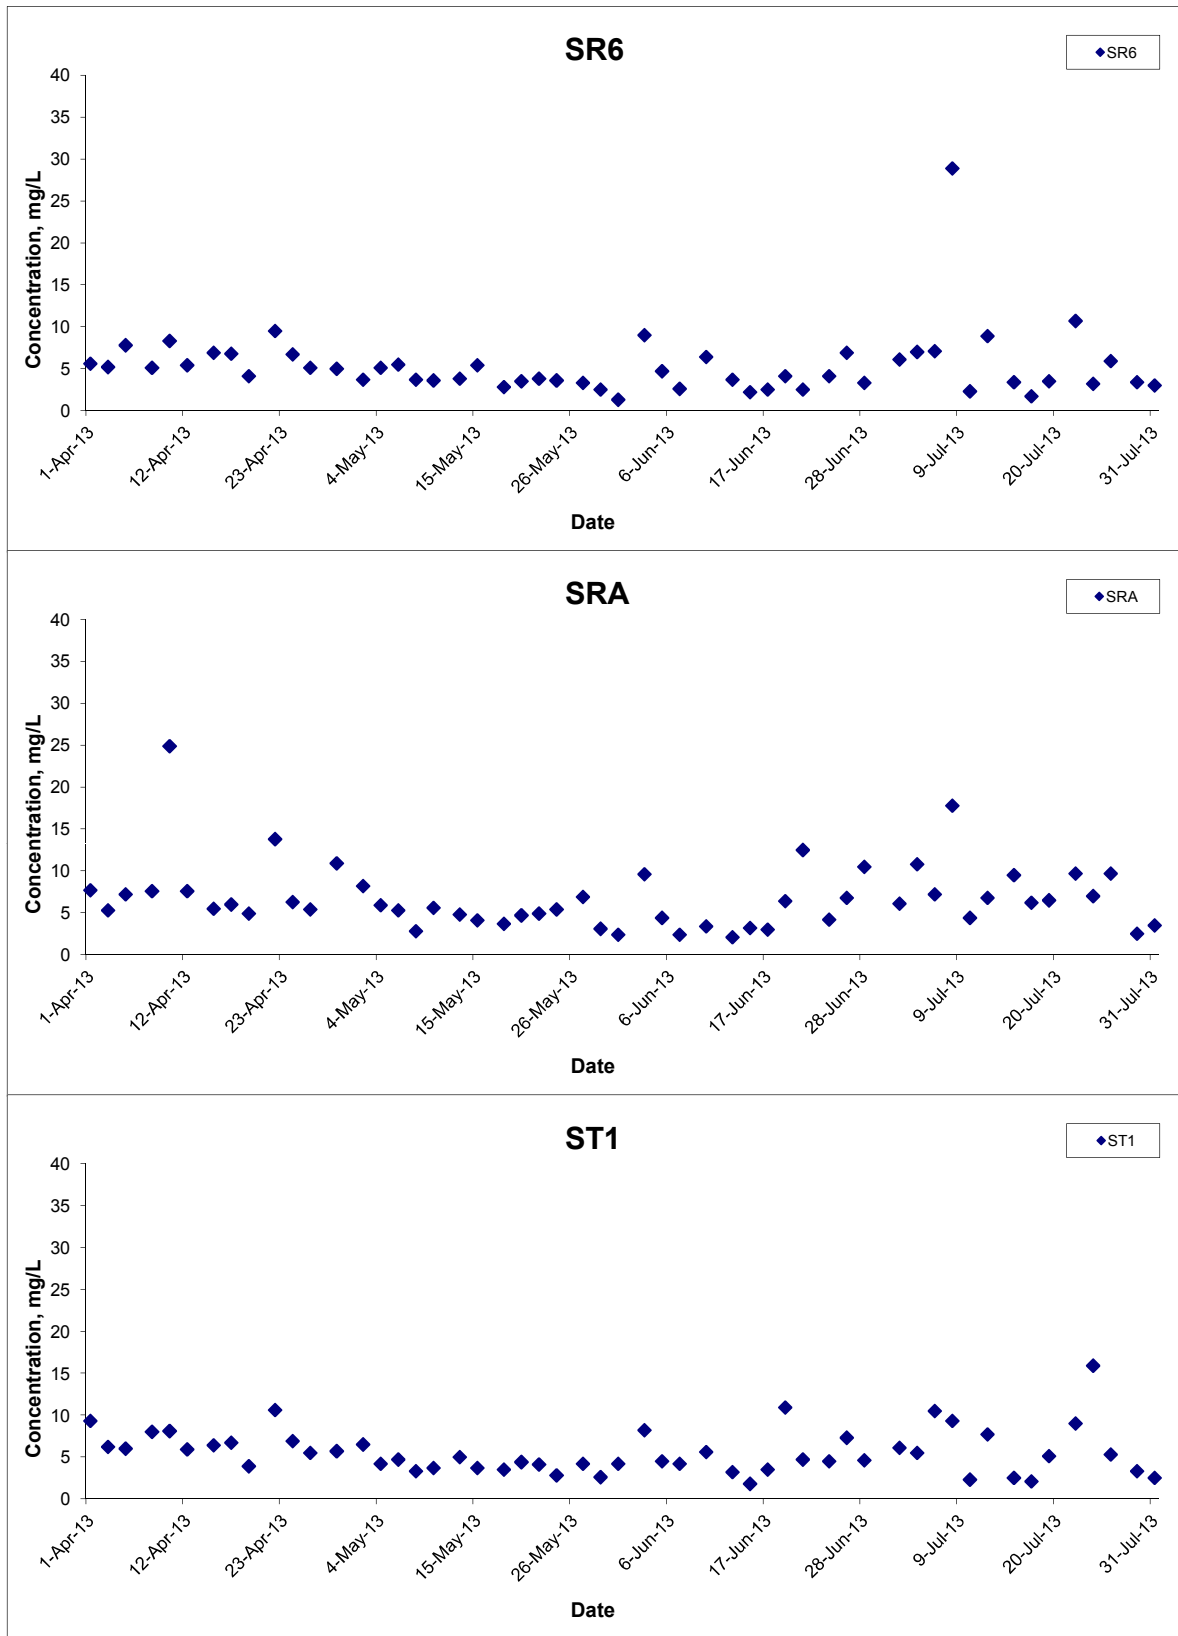 SR6
SR6
40
35
30
25
20
15
10
5
0
Concentration, mg/L
1-Apr-13
12-Apr-13
23-Apr-13
4-May-13
15-May-13
26-May-13
6-Jun-13
17-Jun-13
28-Jun-13
9-Jul-13
20-Jul-13
31-Jul-13
Date
SRA
SRA
40
35
30
25
20
15
10
5
0
Concentration, mg/L
1-Apr-13
12-Apr-13
23-Apr-13
4-May-13
15-May-13
26-May-13
6-Jun-13
17-Jun-13
28-Jun-13
9-Jul-13
20-Jul-13
31-Jul-13
Date
ST1
ST1
40
35
30
25
20
15
10
5
0
Concentration, mg/L
1-Apr-13
12-Apr-13
23-Apr-13
4-May-13
15-May-13
26-May-13
6-Jun-13
17-Jun-13
28-Jun-13
9-Jul-13
20-Jul-13
31-Jul-13
Date